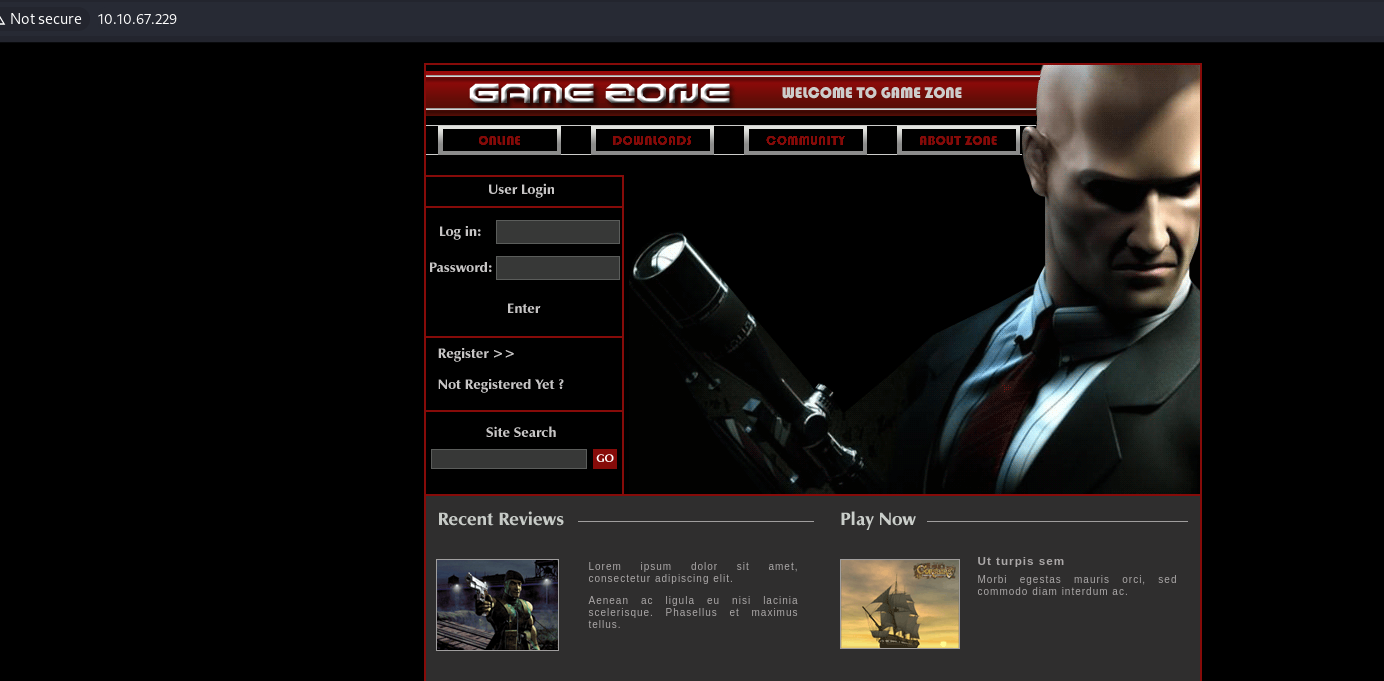 Not secure 10.10.67.229
GAME ZONE
WELCOME TO GAME ZONE
ONLINE
DOWNLOADS
COMMUNITY
ABOUT ZONE
User Login
Log in:
Password:
Enter
Register >>
Not Registered Yet ?
Site Search
GO
Recent Reviews
Lorem ipsum dolor sit amet,
consectetur adipiscing elit.
Aenean ac ligula eu nisi lacinia
scelerisque. Phasellus et maximus
tellus.
Play Now
Ut turpis sem
Morbi egestas mauris orci, sed
commodo diam interdum ac.